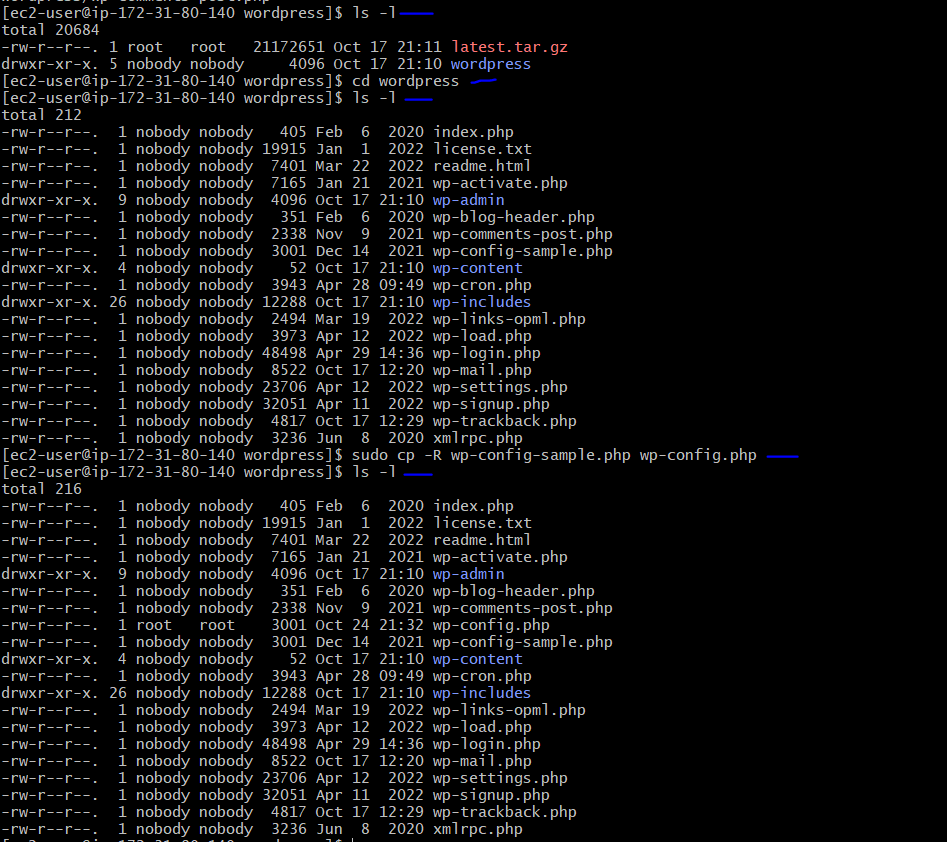 wordpress/wp-comments-post.php
[ec2-user@ip-172-31-80-140 wordpress]$ ls -l
total 20684
-rw-r--r--. 1 root   root   21172651 Oct 17 21:11 latest.tar.gz
drwxr-xr-x. 5 nobody nobody     4096 Oct 17 21:10 wordpress
[ec2-user@ip-172-31-80-140 wordpress]$ cd wordpress
[ec2-user@ip-172-31-80-140 wordpress]$ ls -l
total 212
-rw-r--r--.  1 nobody nobody   405 Feb  6  2020 index.php
-rw-r--r--.  1 nobody nobody 19915 Jan  1  2022 license.txt
-rw-r--r--.  1 nobody nobody  7401 Mar 22  2022 readme.html
-rw-r--r--.  1 nobody nobody  7165 Jan 21  2021 wp-activate.php
drwxr-xr-x.  9 nobody nobody  4096 Oct 17 21:10 wp-admin
-rw-r--r--.  1 nobody nobody   351 Feb  6  2020 wp-blog-header.php
-rw-r--r--.  1 nobody nobody  2338 Nov  9  2021 wp-comments-post.php
-rw-r--r--.  1 nobody nobody  3001 Dec 14  2021 wp-config-sample.php
drwxr-xr-x.  4 nobody nobody    52 Oct 17 21:10 wp-content
-rw-r--r--.  1 nobody nobody  3943 Apr 28 09:49 wp-cron.php
drwxr-xr-x. 26 nobody nobody 12288 Oct 17 21:10 wp-includes
-rw-r--r--.  1 nobody nobody  2494 Mar 19  2022 wp-links-opml.php
-rw-r--r--.  1 nobody nobody  3973 Apr 12  2022 wp-load.php
-rw-r--r--.  1 nobody nobody 48498 Apr 29 14:36 wp-login.php
-rw-r--r--.  1 nobody nobody  8522 Oct 17 12:20 wp-mail.php
-rw-r--r--.  1 nobody nobody 23706 Apr 12  2022 wp-settings.php
-rw-r--r--.  1 nobody nobody 32051 Apr 11  2022 wp-signup.php
-rw-r--r--.  1 nobody nobody  4817 Oct 17 12:29 wp-trackback.php
-rw-r--r--.  1 nobody nobody  3236 Jun  8  2020 xmlrpc.php
[ec2-user@ip-172-31-80-140 wordpress]$ sudo cp -R wp-config-sample.php wp-config.php
[ec2-user@ip-172-31-80-140 wordpress]$ ls -l
total 216
-rw-r--r--.  1 nobody nobody   405 Feb  6  2020 index.php
-rw-r--r--.  1 nobody nobody 19915 Jan  1  2022 license.txt
-rw-r--r--.  1 nobody nobody  7401 Mar 22  2022 readme.html
-rw-r--r--.  1 nobody nobody  7165 Jan 21  2021 wp-activate.php
drwxr-xr-x.  9 nobody nobody  4096 Oct 17 21:10 wp-admin
-rw-r--r--.  1 nobody nobody   351 Feb  6  2020 wp-blog-header.php
-rw-r--r--.  1 nobody nobody  2338 Nov  9  2021 wp-comments-post.php
-rw-r--r--.  1 root   root    3001 Oct 24 21:32 wp-config.php
-rw-r--r--.  1 nobody nobody  3001 Dec 14  2021 wp-config-sample.php
drwxr-xr-x.  4 nobody nobody    52 Oct 17 21:10 wp-content
-rw-r--r--.  1 nobody nobody  3943 Apr 28 09:49 wp-cron.php
drwxr-xr-x. 26 nobody nobody 12288 Oct 17 21:10 wp-includes
-rw-r--r--.  1 nobody nobody  2494 Mar 19  2022 wp-links-opml.php
-rw-r--r--.  1 nobody nobody  3973 Apr 12  2022 wp-load.php
-rw-r--r--.  1 nobody nobody 48498 Apr 29 14:36 wp-login.php
-rw-r--r--.  1 nobody nobody  8522 Oct 17 12:20 wp-mail.php
-rw-r--r--.  1 nobody nobody 23706 Apr 12  2022 wp-settings.php
-rw-r--r--.  1 nobody nobody 32051 Apr 11  2022 wp-signup.php
-rw-r--r--.  1 nobody nobody  4817 Oct 17 12:29 wp-trackback.php
-rw-r--r--.  1 nobody nobody  3236 Jun  8  2020 xmlrpc.php
[ec2-user@ip-172-31-80-140 wordpress]$